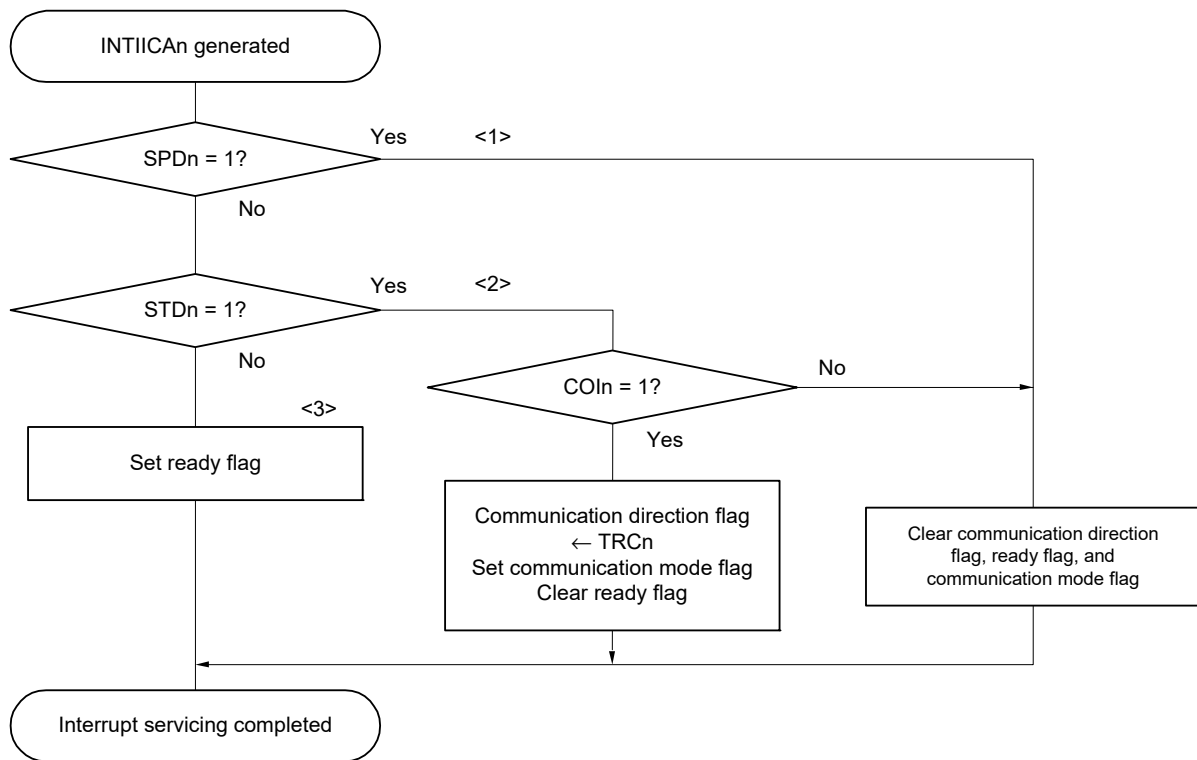 INTIICAn generated
SPDn = 1?
Yes
<1>
No
STDn = 1?
Yes
<2>
No
COIn = 1?
No
<3>
Yes
Set ready flag
Communication direction flag
← TRCn
Set communication mode flag
Clear ready flag
Clear communication direction
flag, ready flag, and
communication mode flag
Interrupt servicing completed